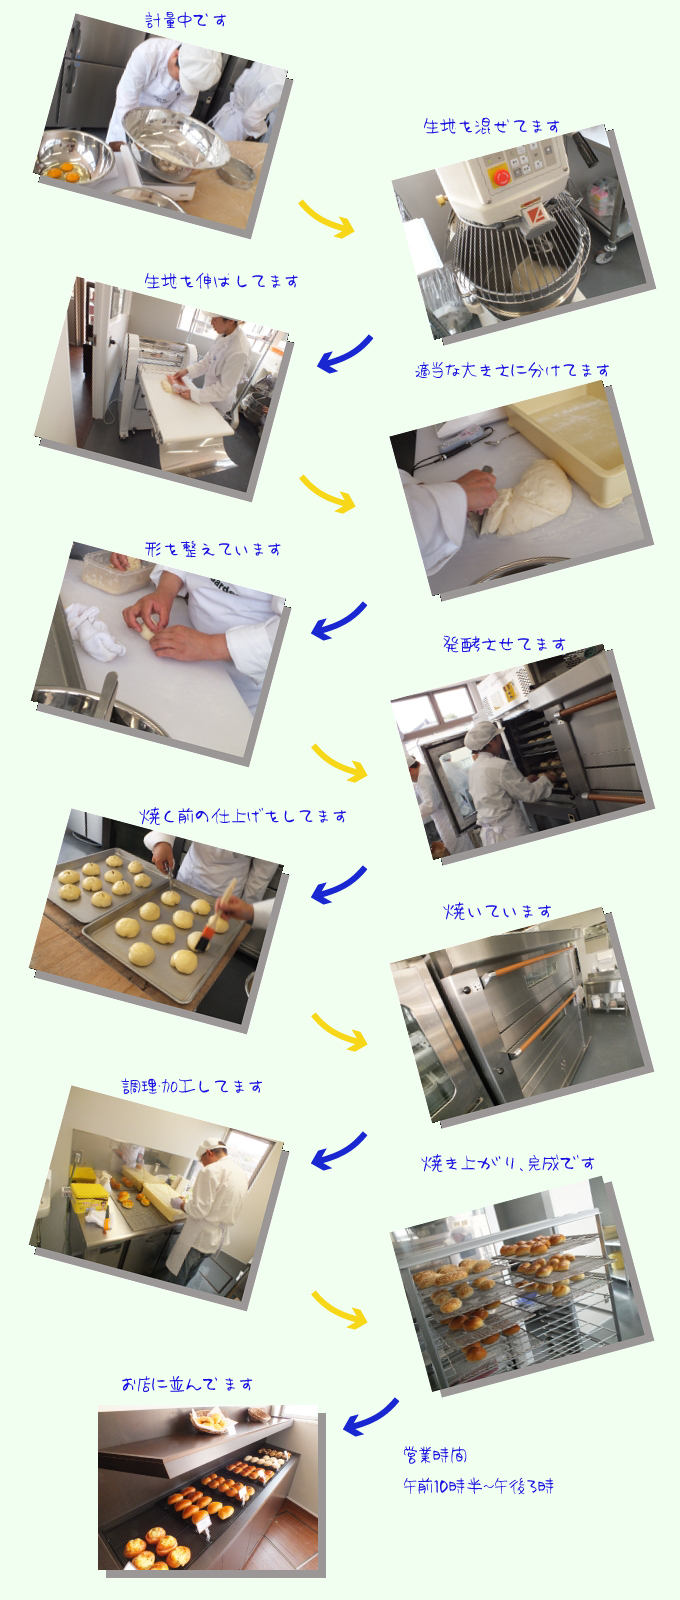 計量中です
生地を混ぜてます
生地を伸ばしてます
適当な大きさに分けてます
形を整えています
発酵させてます
焼く前の仕上げをしてます
焼いています
調理加工してます
焼き上がり、完成です
お店に並んでます
営業時間
午前10時半~午後3時